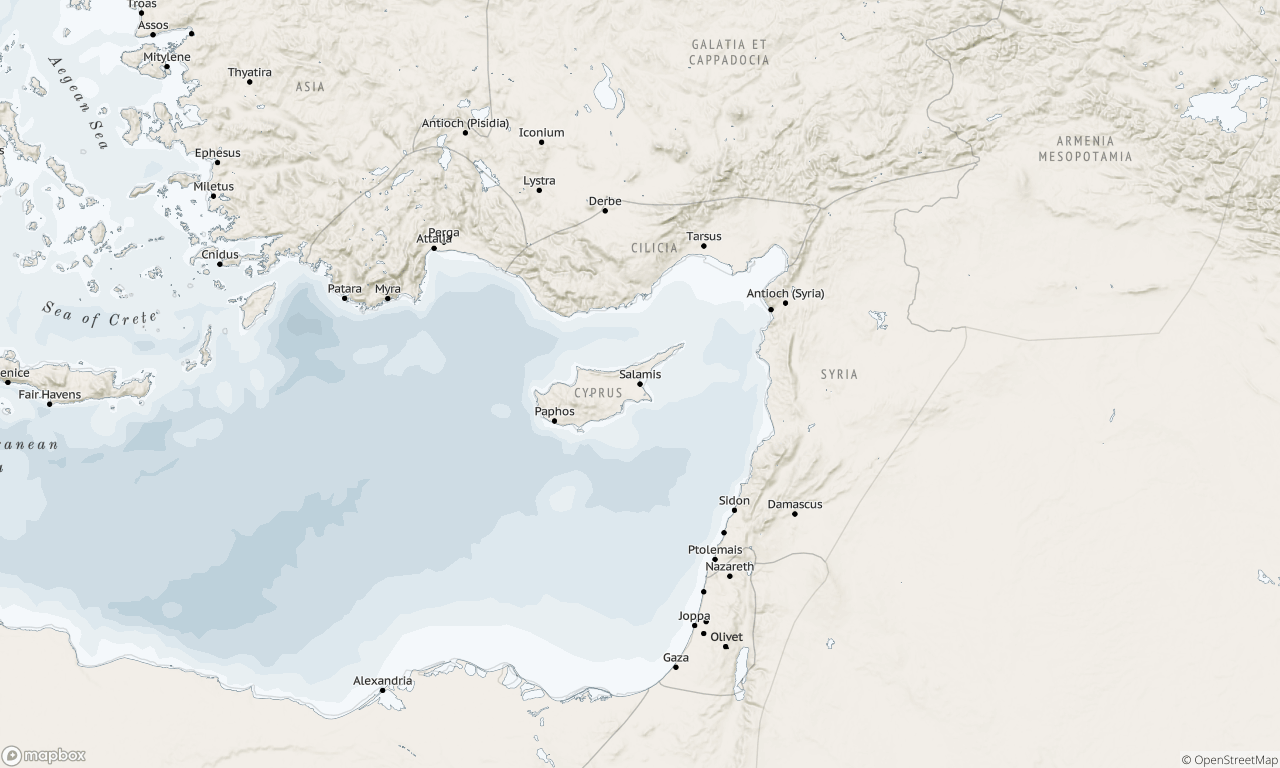 Troas
Assos
Mitylene
Thyatira
Aegean Sea
ASIA
GALATIA ET
CAPPADOCIA
Antioch (Pisidia)
Iconium
ARMENIA
MESOPOTAMIA
Ephesus
Miletus
Lystra
Derbe
Perga
Attalia
CILICIA
Tarsus
Cnidus
Patara
Myra
Antioch (Syria)
Sea of Crete
enice
Fair Havens
Salamis
CYPRUS
SYRIA
Paphos
ranean
Sidon
Damascus
Ptolemais
Nazareth
Joppa
Olivet
Gaza
Alexandria
mapbox
© OpenStreetMap